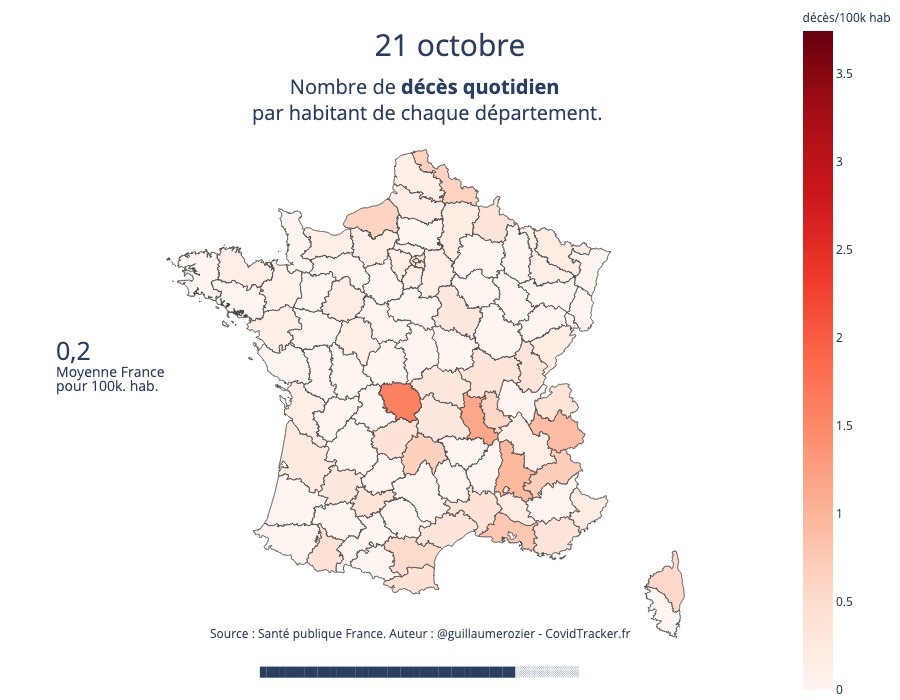 décès/100k hab
21 octobre
Nombre de décès quotidien
par habitant de chaque département.
3.5
3
2.5
2
1.5
1
0.5
0
0,2
Moyenne France
pour 100k. hab.
Source : Santé publique France. Auteur : @guillaumerozier - CovidTracker.fr